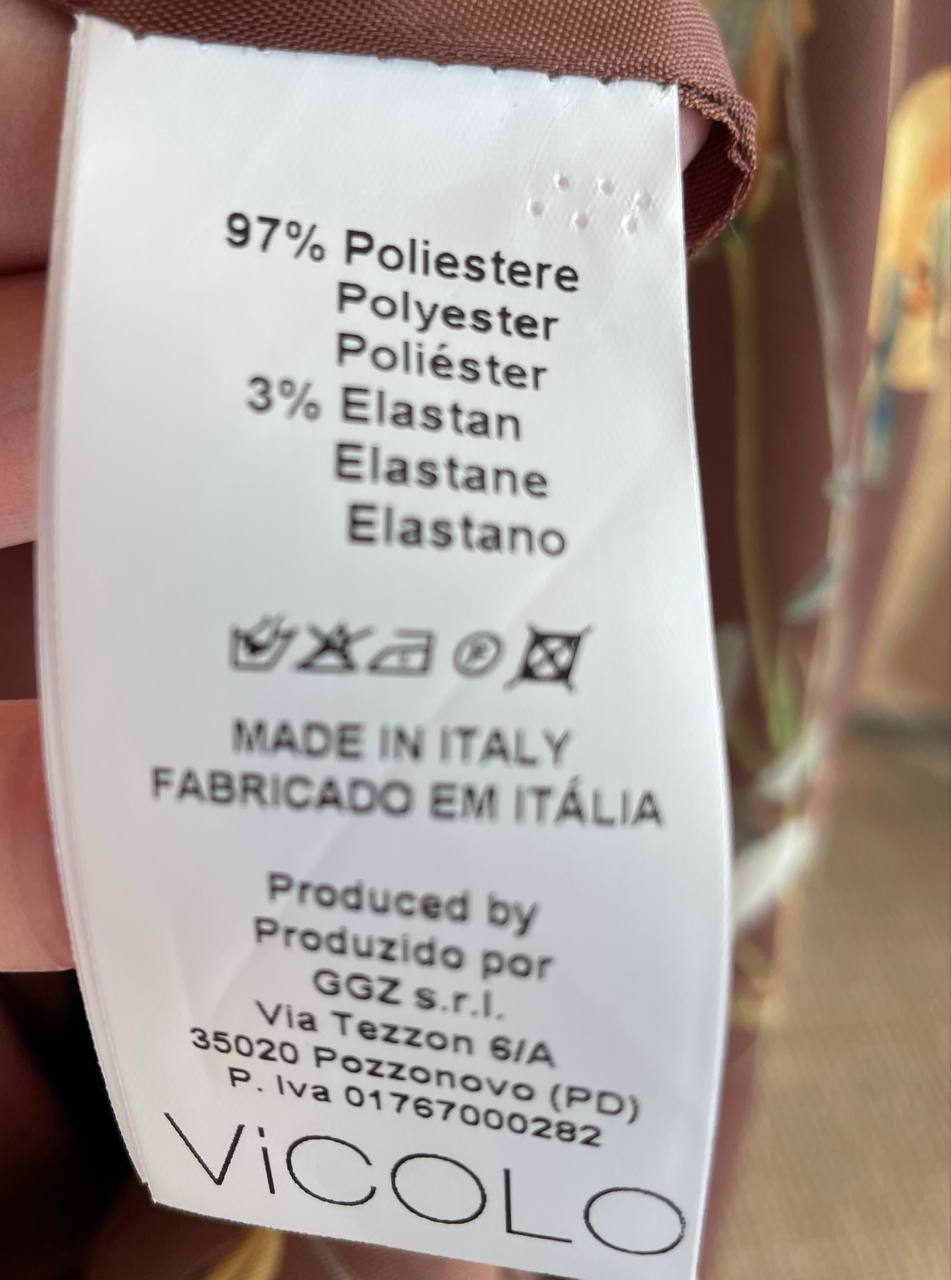 97% Poliestere
Polyester
Poliéster
3% Elastan
Elastane
Elastano
MADE IN ITALY
FABRICADO EM ITÁLIA
Produced by
Produzido por
GGZ s.r.l.
Via Tezzon 6/A
35020 Pozzonovo (PD)
P. Iva 01767000282
ViCOLO